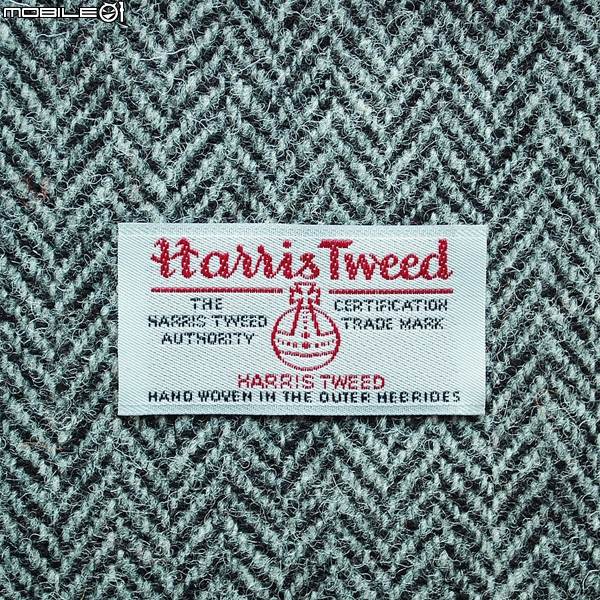 MOBILE01
Harris Tweed
THE HARRIS TWEED AUTHORITY
CERTIFICATION TRADE MARK
HARRIS TWEED
HAND WOVEN IN THE OUTER HEBRIDES